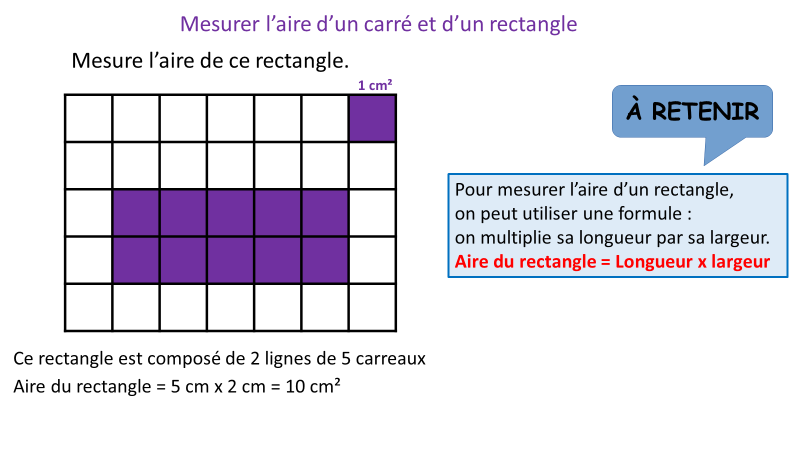 Mesurer l’aire d’un carré et d’un rectangle
Mesure l’aire de ce rectangle.
1 cm²
À RETENIR
Pour mesurer l’aire d’un rectangle,
on peut utiliser une formule :
on multiplie sa longueur par sa largeur.
Aire du rectangle = Longueur x largeur
Ce rectangle est composé de 2 lignes de 5 carreaux
Aire du rectangle = 5 cm x 2 cm = 10 cm²